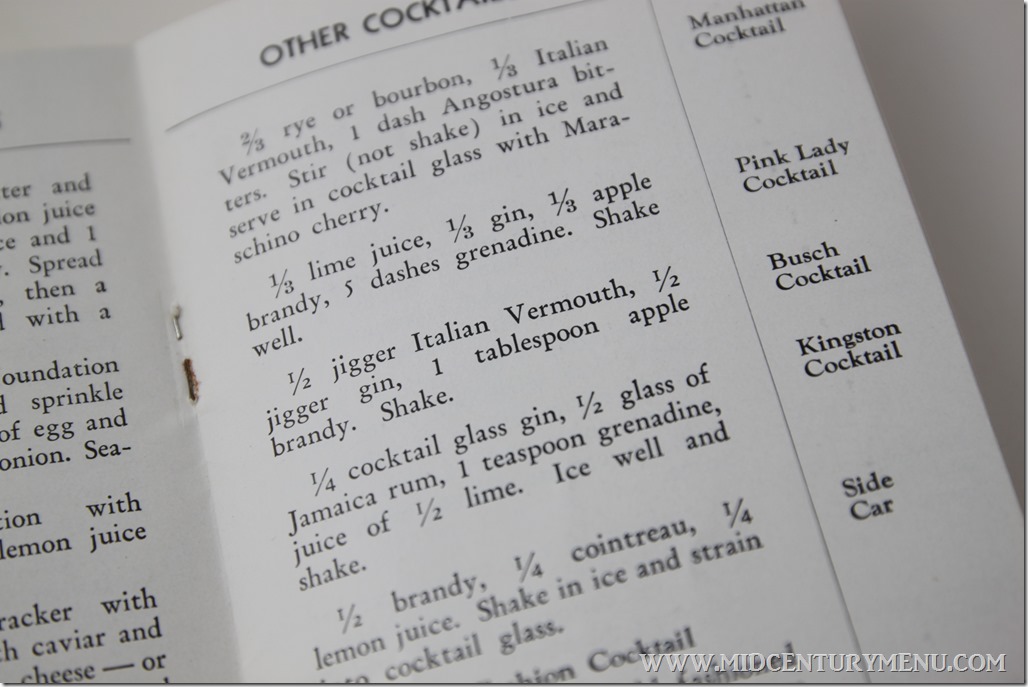 OTHER COCKTAILS
⅔ rye or bourbon, ⅓ Italian
Vermouth, 1 dash Angostura bit-
ters. Stir (not shake) in ice and
serve in cocktail glass with Mara-
schino cherry.
Manhattan
Cocktail
⅓ lime juice, ⅓ gin, ⅓ apple
brandy, 5 dashes grenadine. Shake
well.
Pink Lady
Cocktail
½ jigger Italian Vermouth, ½
jigger gin, 1 tablespoon apple
brandy. Shake.
Busch
Cocktail
¼ cocktail glass gin, ½ glass of
Jamaica rum, 1 teaspoon grenadine,
juice of ½ lime. Ice well and
shake.
Kingston
Cocktail
½ brandy, ¼ cointreau, ¼
lemon juice. Shake in ice and strain
into cocktail glass.
Side
Car
Cocktail
ter and
on juice
ce and 1
Spread
, then a
with a
oundation
sprinkle
of egg and
onion. Sea-
tion with
lemon juice
racker with
h caviar and
cheese — or
WWW.MIDCENTURYMENU.COM